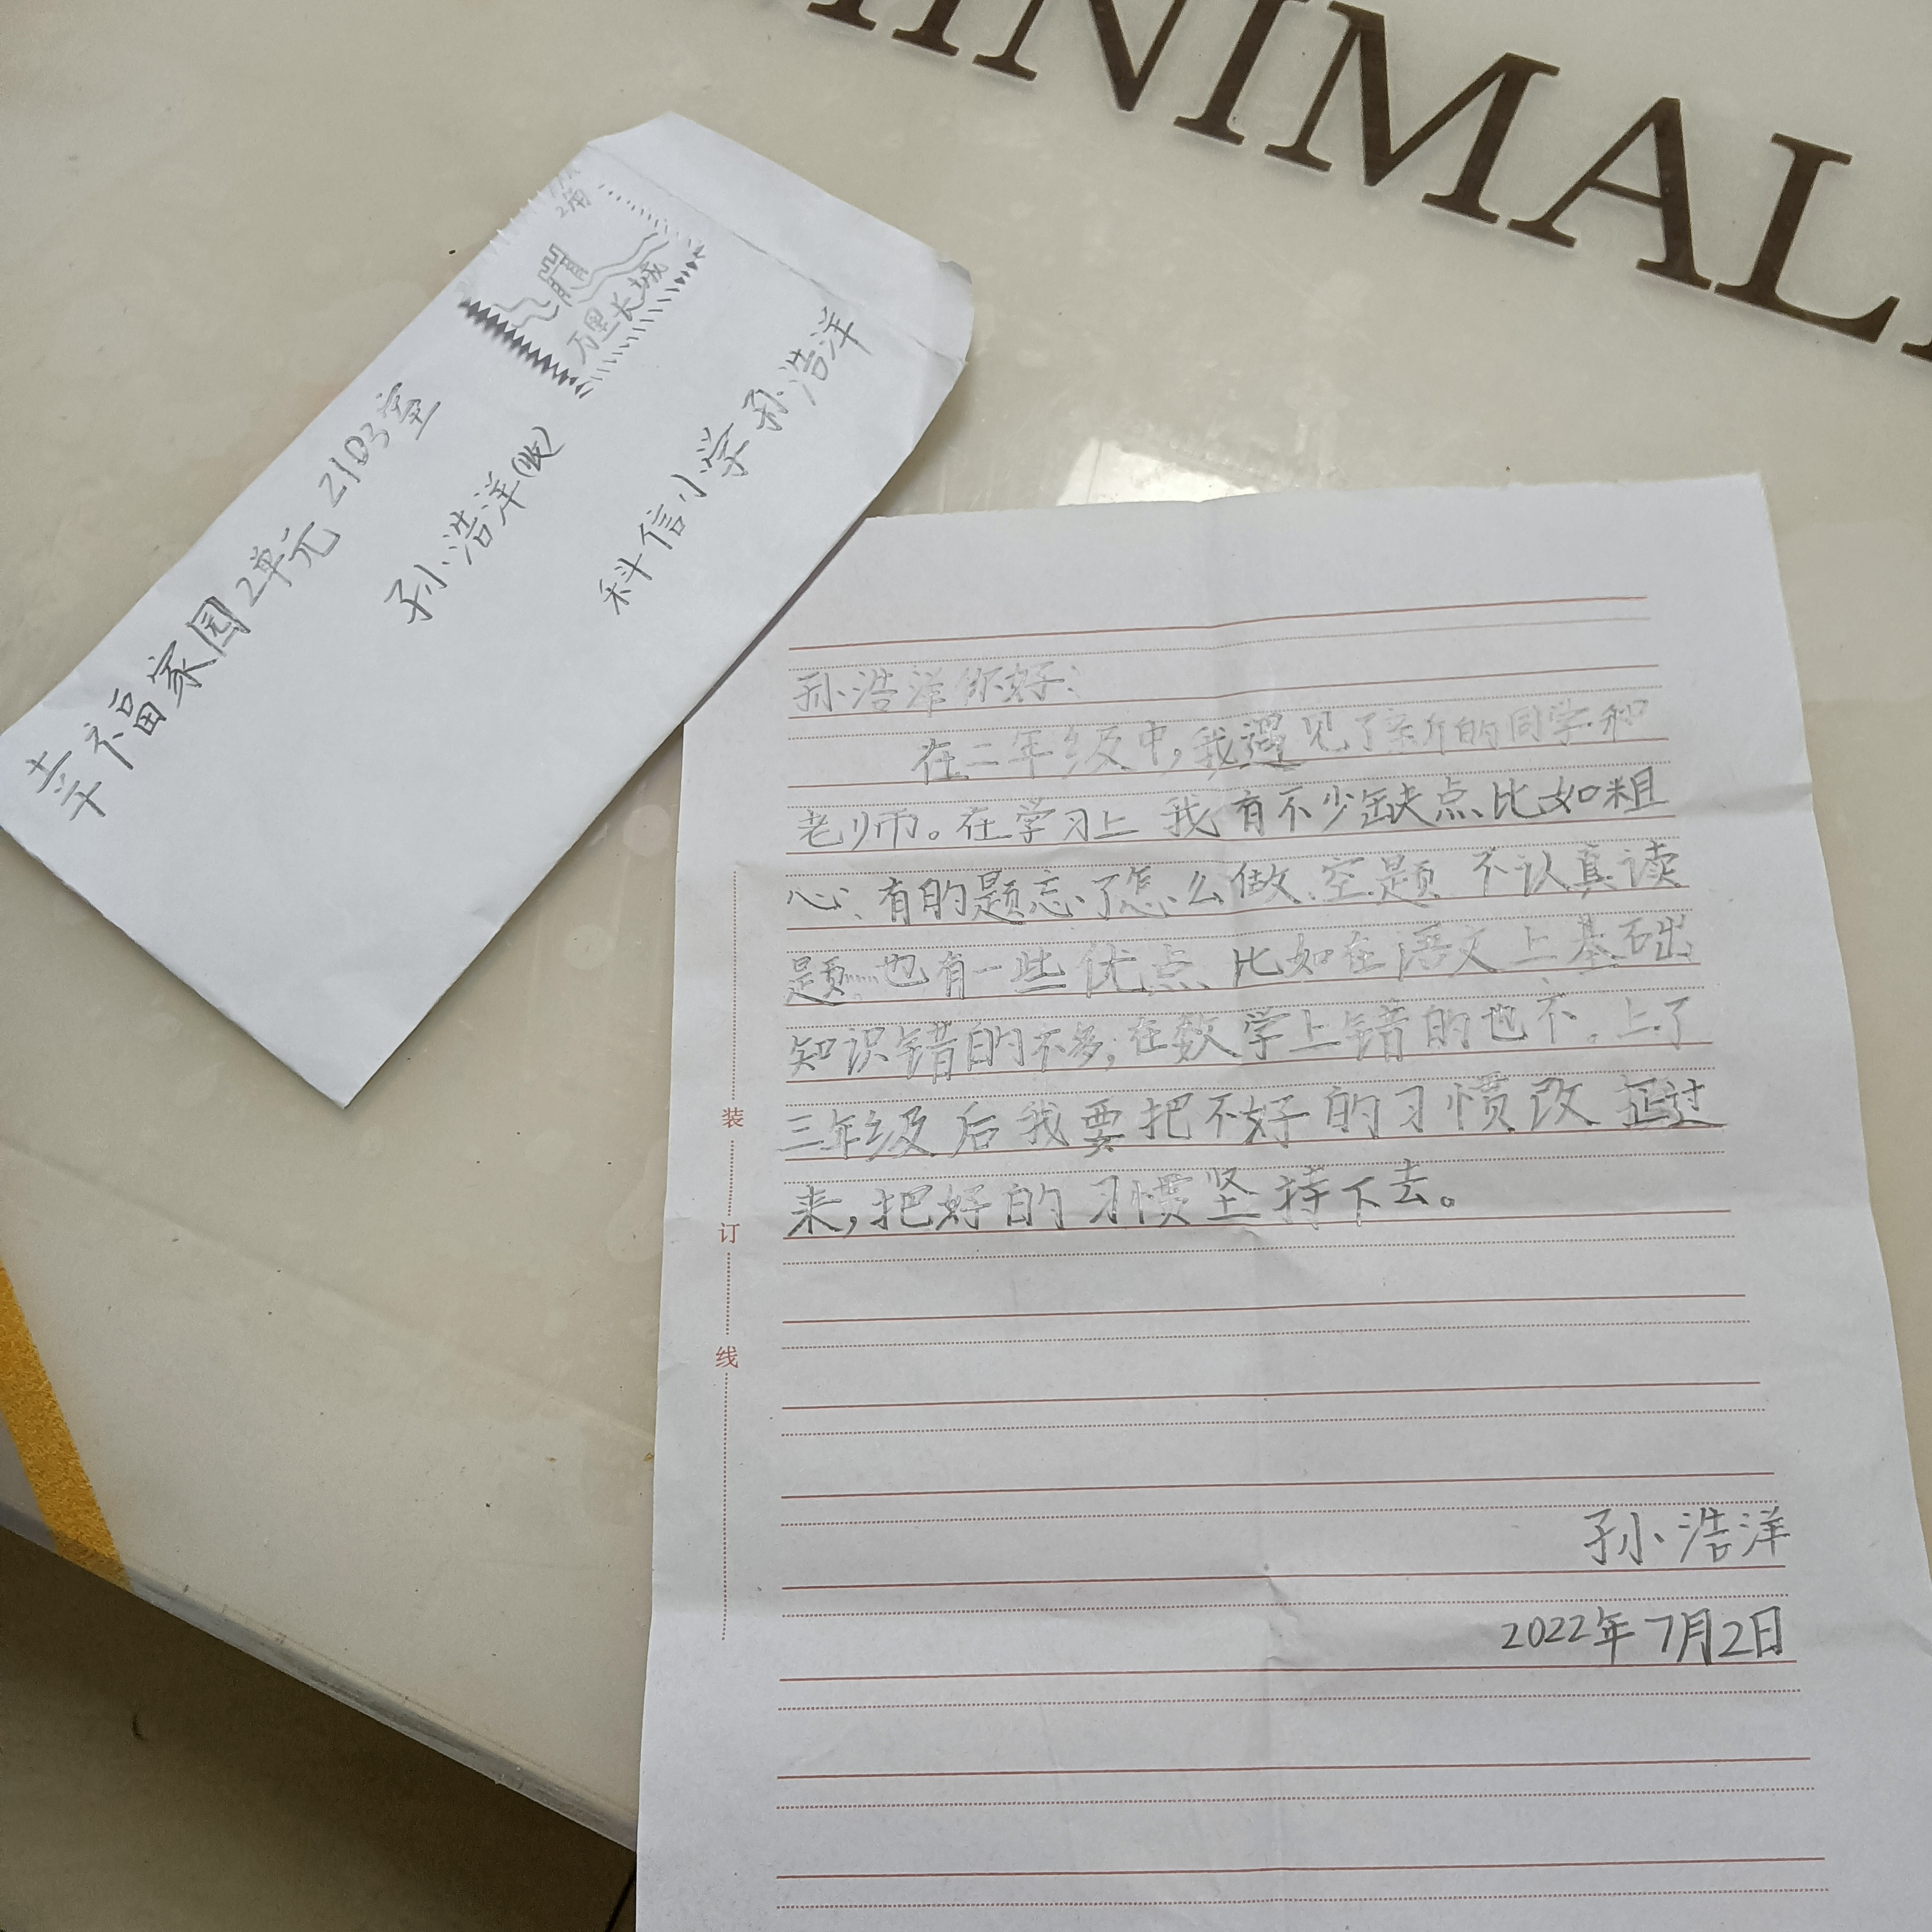 MINIMAL
2角
万里长城
幸福家园2单元2103室
孙浩洋(收)
科信小学孙浩洋
孙浩洋你好:
在二年级中,我遇见了新的同学和
老师。在学习上我有不少缺点、比如粗
心、有的题忘了怎么做、空题 不认真读
题……也有一些优点 比如在语文上基础
知识错的不多;在数学上错的也不。上了
三年级后我要把不好的习惯改 延过
来,把好的习惯坚持下去。
孙浩洋
2022年7月2日
装
订
线